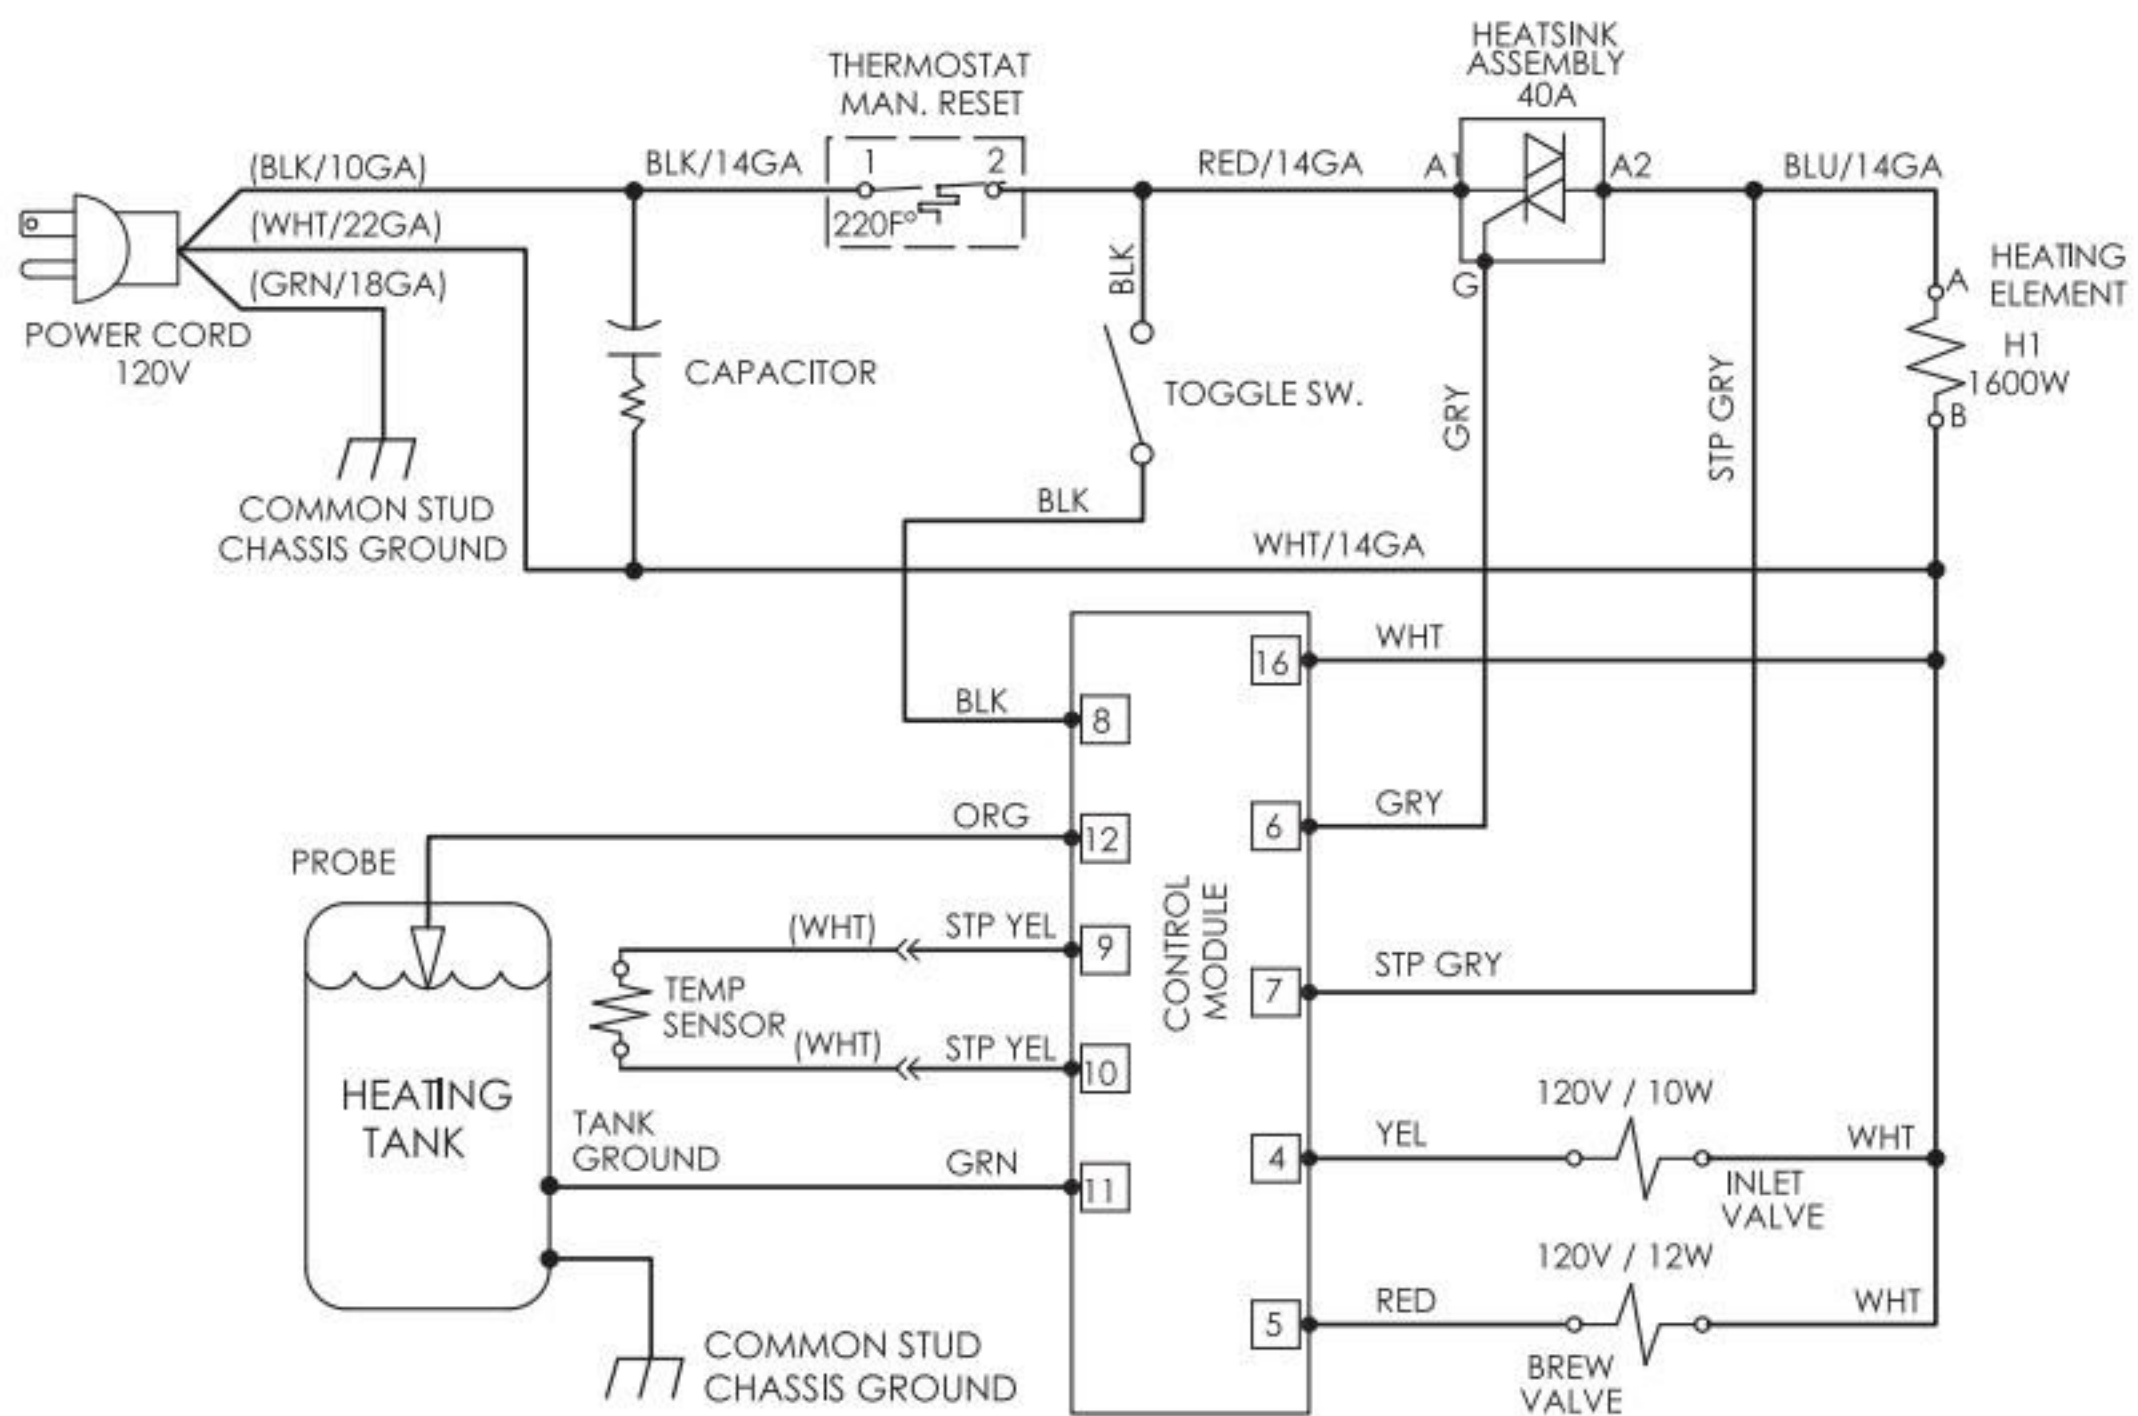 HEATSINK
ASSEMBLY
40A
THERMOSTAT
MAN. RESET
(BLK/10GA)
BLK/14GA
1
2
220F°
RED/14GA
A1
A2
BLU/14GA
(WHT/22GA)
(GRN/18GA)
POWER CORD
120V
BLK
G
HEATING
ELEMENT
A
H1
1600W
B
CAPACITOR
TOGGLE SW.
GRY
STP GRY
COMMON STUD
CHASSIS GROUND
BLK
WHT/14GA
16
WHT
BLK
8
ORG
12
6
GRY
PROBE
CONTROL
MODULE
(WHT)
STP YEL
9
TEMP
SENSOR
(WHT)
STP YEL
10
7
STP GRY
HEATING
TANK
TANK
GROUND
GRN
11
120V / 10W
4
YEL
WHT
INLET
VALVE
120V / 12W
5
RED
WHT
BREW
VALVE
COMMON STUD
CHASSIS GROUND